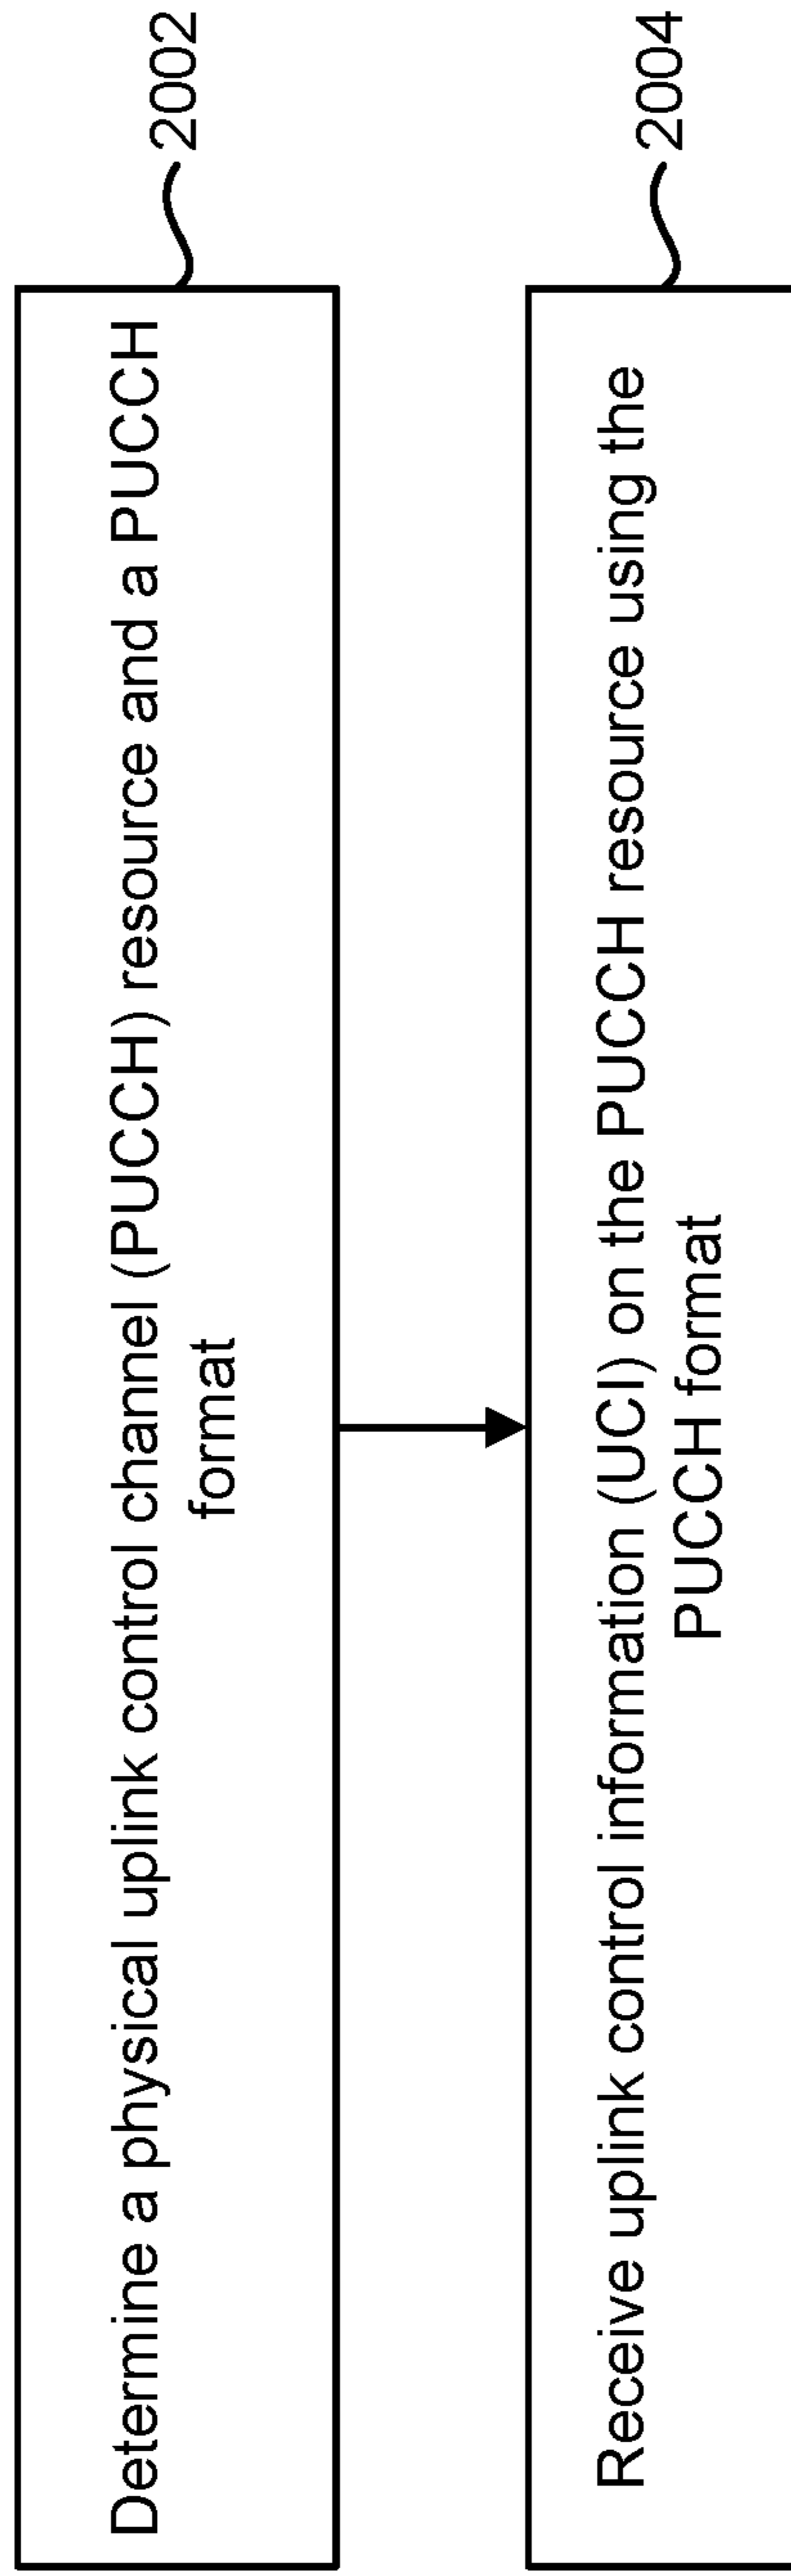 Determine a physical uplink control channel (PUCCH) resource and a PUCCH
format
2002
Receive uplink control information (UCI) on the PUCCH resource using the
PUCCH format
2004